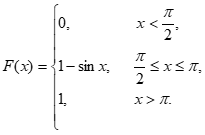 F(x) = { 0, x < π/2,
1 − sin x, π/2 ≤ x ≤ π,
1, x > π.